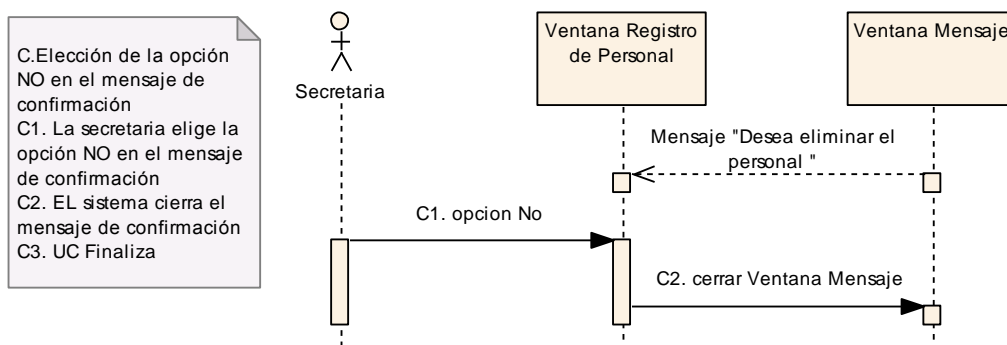 C.Elección de la opción
NO en el mensaje de
confirmación
C1. La secretaria elige la
opción NO en el mensaje
de confirmación
C2. EL sistema cierra el
mensaje de confirmación
C3. UC Finaliza
Secretaria
Ventana Registro
de Personal
Ventana Mensaje
Mensaje "Desea eliminar el
personal "
C1. opcion No
C2. cerrar Ventana Mensaje